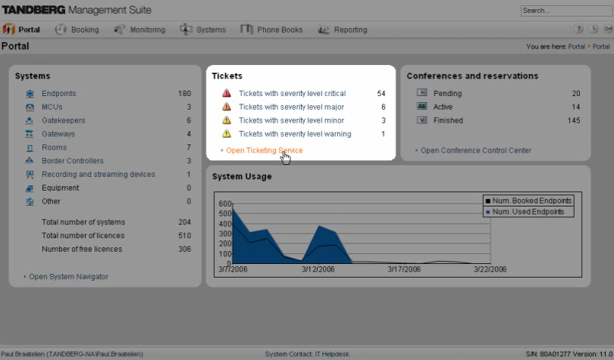 TANDBERG Management Suite
Search...
Portal Booking Monitoring Systems Phone Books Reporting
Portal
You are here: Portal ▸ Portal
Systems
Endpoints 180
MCUs 3
Gatekeepers 6
Gateways 4
Rooms 7
Border Controllers 3
Recording and streaming devices 1
Equipment 0
Other 0
Total number of systems 204
Total number of licences 510
Number of free licences 306
Open System Navigator
Tickets
Tickets with severity level critical 54
Tickets with severity level major 6
Tickets with severity level minor 3
Tickets with severity level warning 1
Open Ticketing Service
Conferences and reservations
Pending 20
Active 14
Finished 145
Open Conference Control Center
System Usage
600
500
400
300
200
100
0
3/7/2006 3/12/2006 3/17/2006 3/22/2006
Num. Booked Endpoints
Num. Used Endpoints
Paul Braatelien (TANDBERG-NA\Paul.Braatelien) System Contact: IT Helpdesk S/N: 80A01277 Version: 11.0